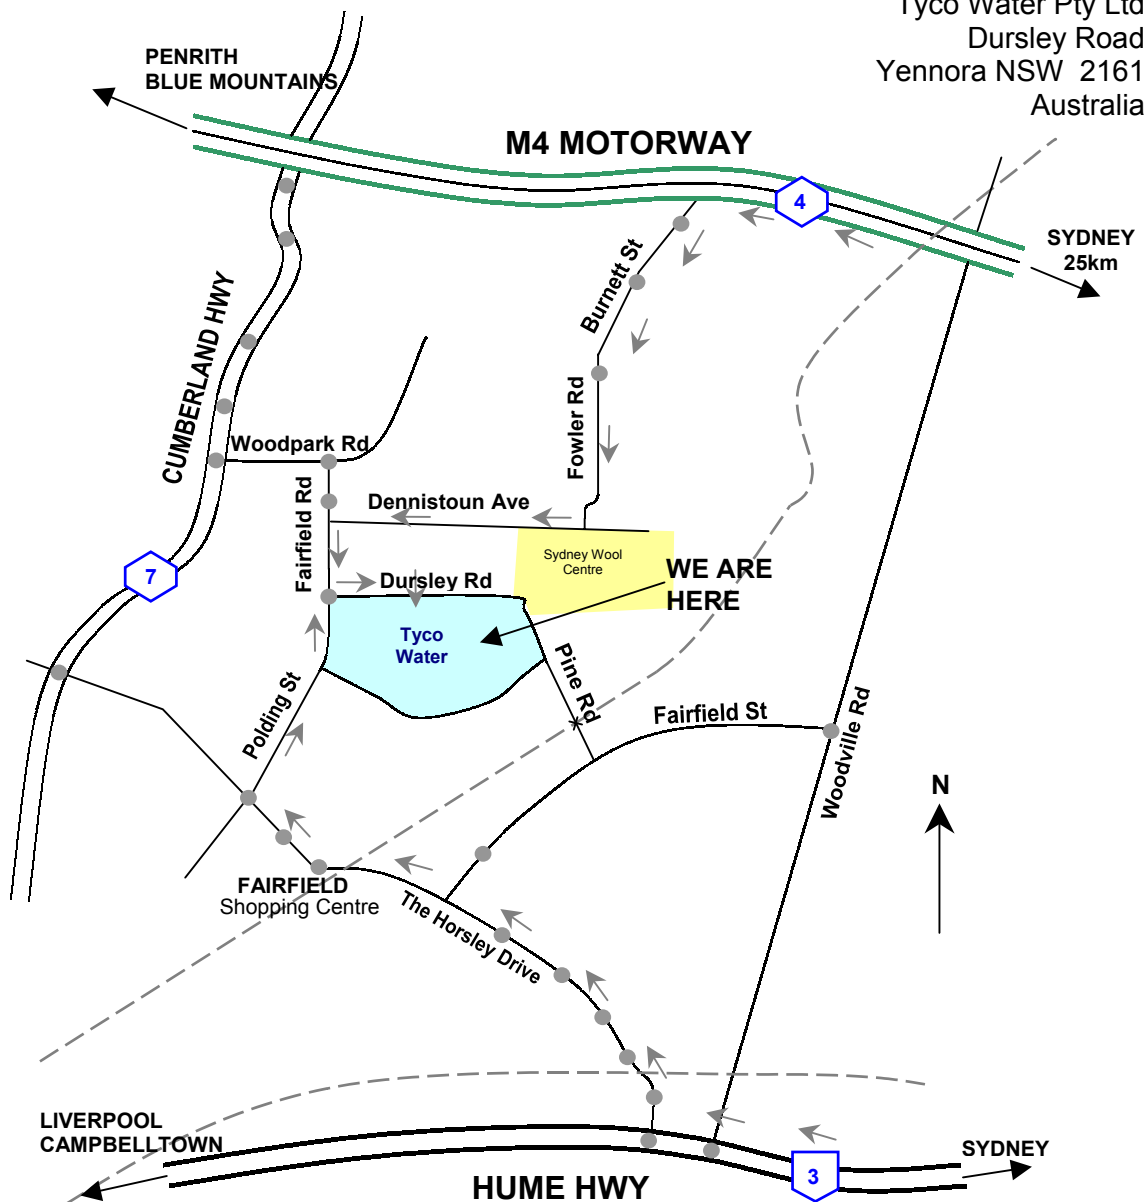 Tyco Water Pty Ltd
Dursley Road
Yennora NSW 2161
Australia
PENRITH
BLUE MOUNTAINS
M4 MOTORWAY
4
SYDNEY
25km
Burnett St
CUMBERLAND HWY
Fowler Rd
Woodpark Rd
Fairfield Rd
Dennistoun Ave
Sydney Wool
Centre
WE ARE
HERE
7
Dursley Rd
Tyco
Water
Pine Rd
Polding St
Fairfield St
Woodville Rd
N
FAIRFIELD
Shopping Centre
The Horsley Drive
LIVERPOOL
CAMPBELLTOWN
SYDNEY
3
HUME HWY